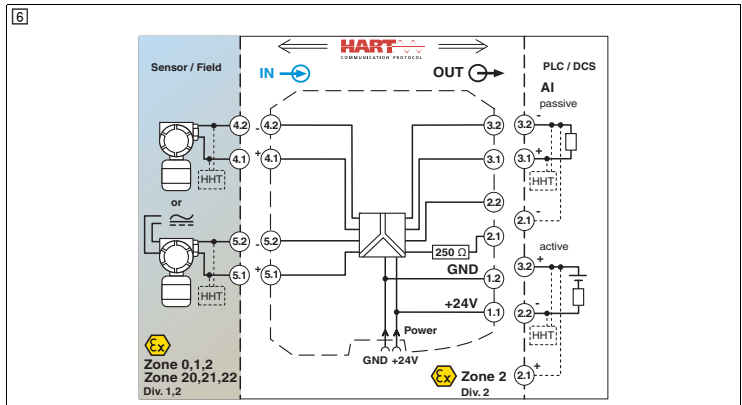 6
HART
COMMUNICATION PROTOCOL
Sensor / Field
IN
OUT
PLC / DCS
AI
passive
4.2
- 4.2
3.2
3.2 -
4.1
+ 4.1
3.1
3.1 +
HHT
HHT
or
2.2
2.1 -
5.2
- 5.2
2.1
active
250 Ω
5.1
+ 5.1
GND
3.2 +
1.2
HHT
+24V
1.1
2.2 -
HHT
Power
GND +24V
εx
Zone 0,1,2
Zone 20,21,22
Div. 1,2
εx Zone 2
Div. 2
2.1 +